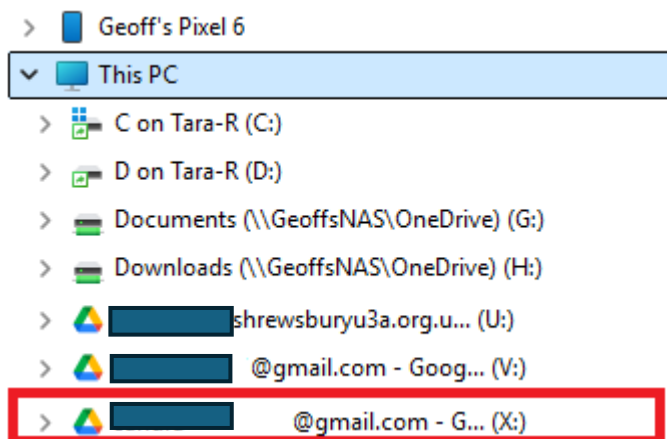 Geoff's Pixel 6
This PC
C on Tara-R (C:)
D on Tara-R (D:)
Documents (\\GeoffsNAS\OneDrive) (G:)
Downloads (\\GeoffsNAS\OneDrive) (H:)
shrewsburyu3a.org.u... (U:)
@gmail.com - Goog... (V:)
@gmail.com - G... (X:)